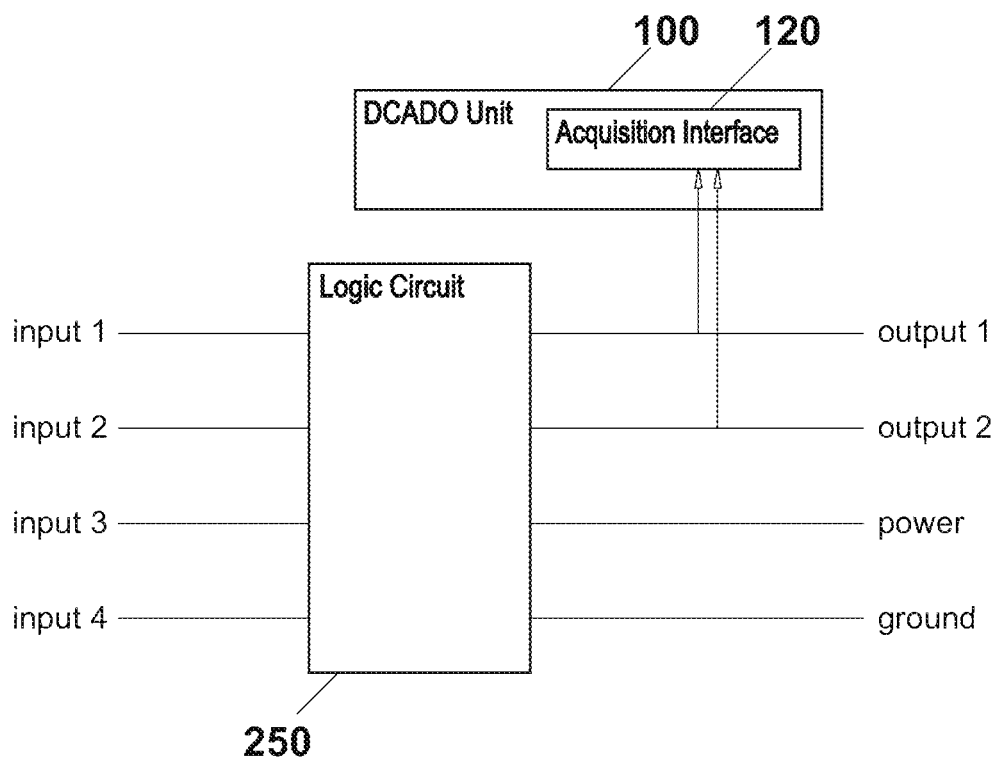 100 120
DCADO Unit
Acquisition Interface
Logic Circuit
input 1
output 1
input 2
output 2
input 3
power
input 4
ground
250